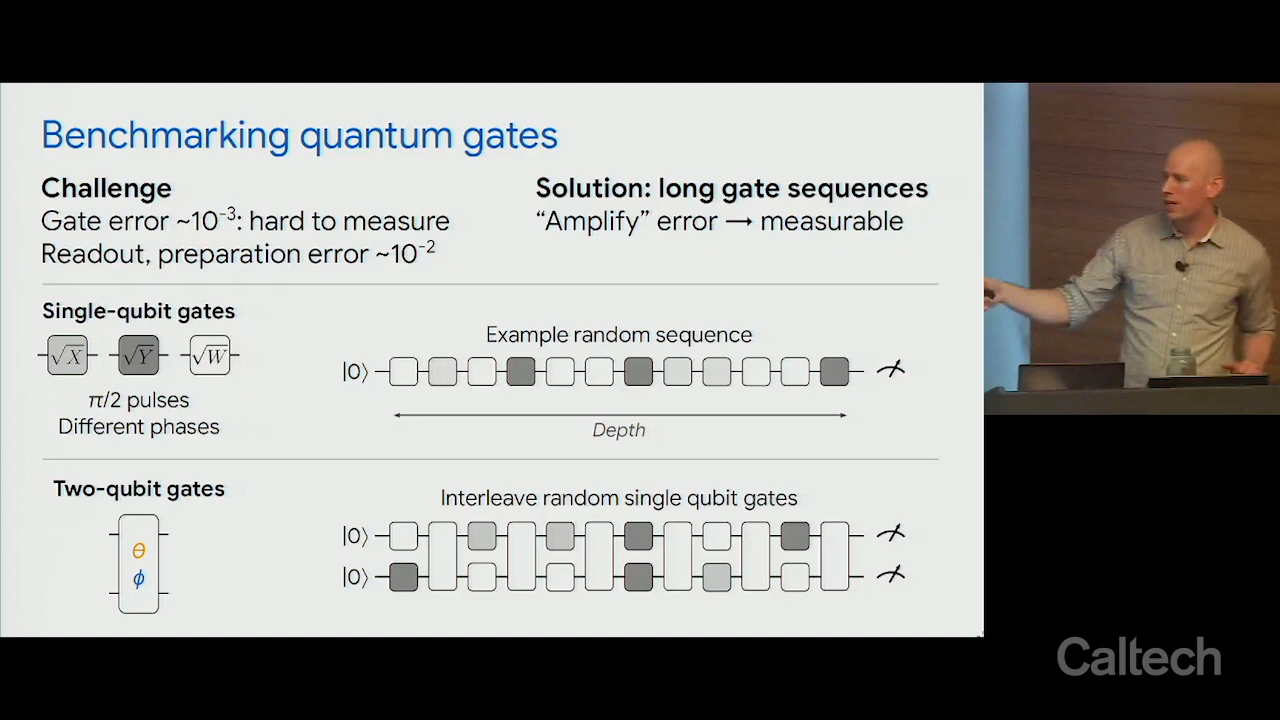 Benchmarking quantum gates
Challenge
Gate error ~10⁻³: hard to measure
Readout, preparation error ~10⁻²
Solution: long gate sequences
“Amplify” error → measurable
Single-qubit gates
√X √Y √W
π/2 pulses
Different phases
Example random sequence
|0⟩
Depth
Two-qubit gates
θ
ϕ
Interleave random single qubit gates
|0⟩
|0⟩
Caltech